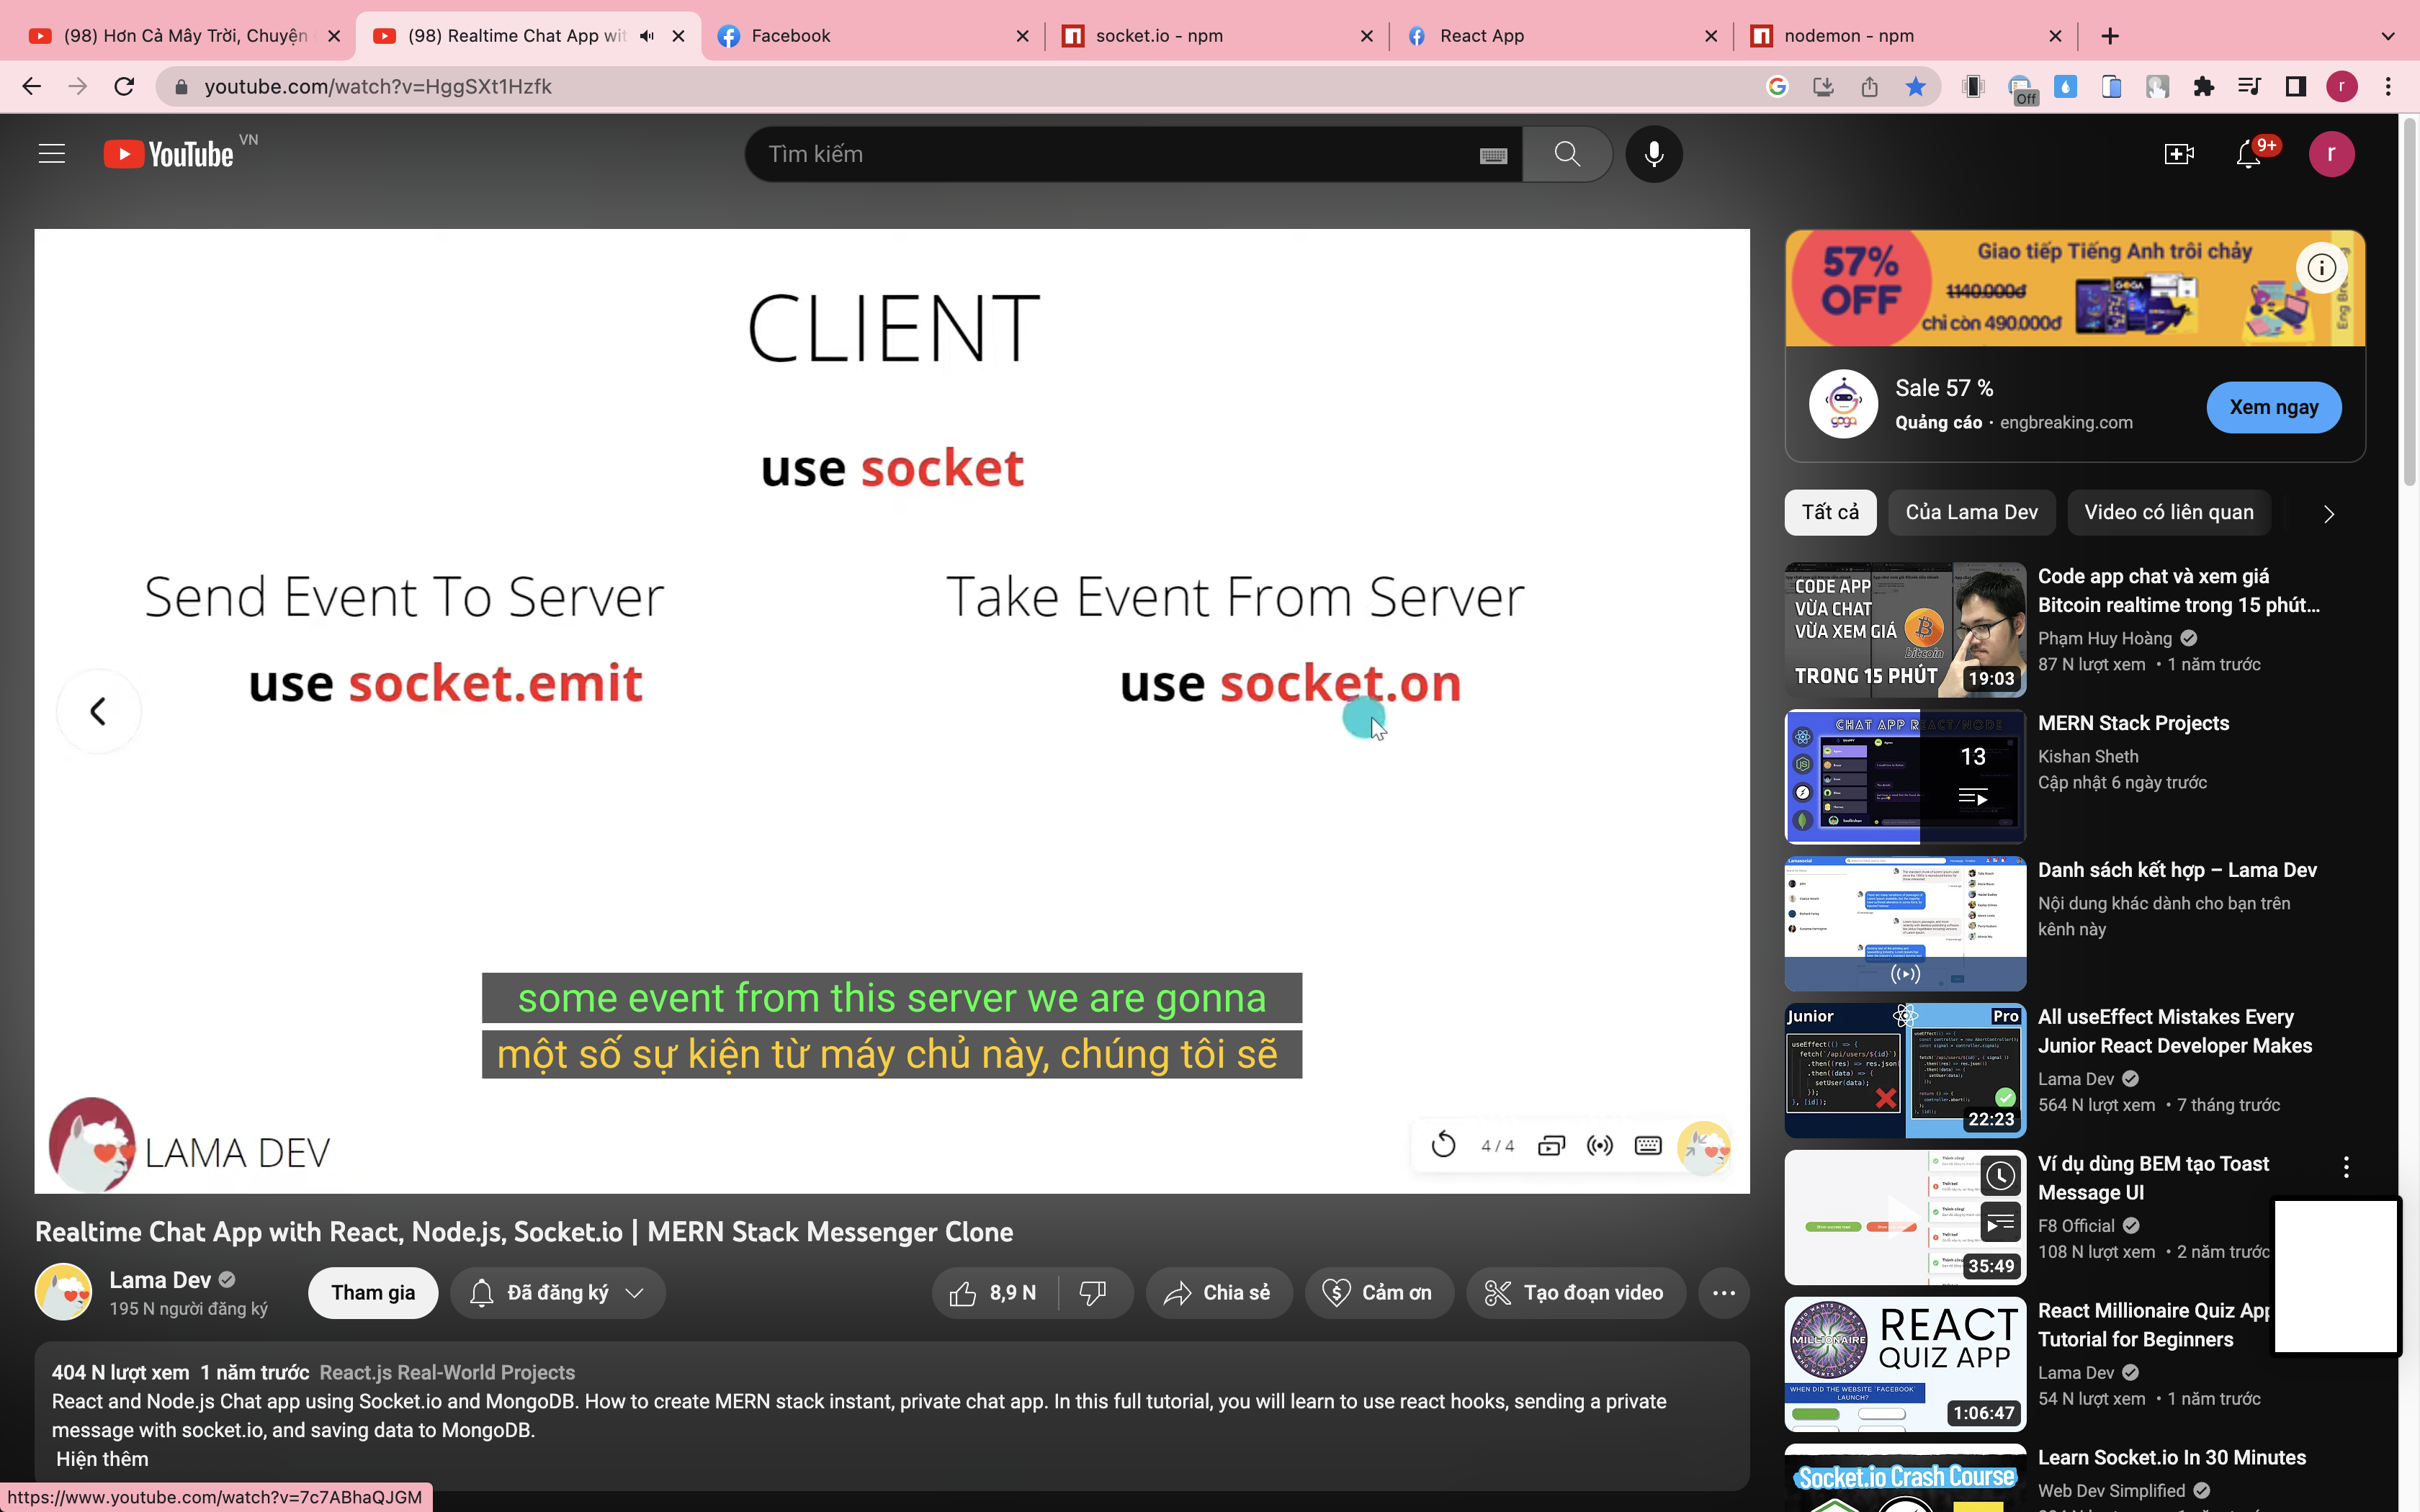 (98) Hơn Cả Mây Trời, Chuyện
(98) Realtime Chat App wit
Facebook
socket.io - npm
React App
nodemon - npm
youtube.com/watch?v=HggSXt1Hzfk
Off
r
YouTube VN
Tìm kiếm
9+
r
CLIENT
use socket
Send Event To Server
Take Event From Server
use socket.emit
use socket.on
some event from this server we are gonna
một số sự kiện từ máy chủ này, chúng tôi sẽ
LAMA DEV
4 / 4
Realtime Chat App with React, Node.js, Socket.io | MERN Stack Messenger Clone
Lama Dev
195 N người đăng ký
Tham gia
Đã đăng ký
8,9 N
Chia sẻ
Cảm ơn
Tạo đoạn video
404 N lượt xem 1 năm trước React.js Real-World Projects
React and Node.js Chat app using Socket.io and MongoDB. How to create MERN stack instant, private chat app. In this full tutorial, you will learn to use react hooks, sending a private
message with socket.io, and saving data to MongoDB.
Hiện thêm
https://www.youtube.com/watch?v=7c7ABhaQJGM
57%
OFF
Giao tiếp Tiếng Anh trôi chảy
1140.000đ
chỉ còn 490.000đ
Sale 57 %
Quảng cáo · engbreaking.com
Xem ngay
Tất cả
Của Lama Dev
Video có liên quan
CODE APP
VỪA CHAT
VỪA XEM GIÁ
bitcoin
TRONG 15 PHÚT
19:03
Code app chat và xem giá
Bitcoin realtime trong 15 phút...
Phạm Huy Hoàng
87 N lượt xem • 1 năm trước
CHAT APP REACT/NODE
13
MERN Stack Projects
Kishan Sheth
Cập nhật 6 ngày trước
Danh sách kết hợp – Lama Dev
Nội dung khác dành cho bạn trên
kênh này
Junior
Pro
22:23
All useEffect Mistakes Every
Junior React Developer Makes
Lama Dev
564 N lượt xem • 7 tháng trước
35:49
Ví dụ dùng BEM tạo Toast
Message UI
F8 Official
108 N lượt xem • 2 năm trước
MILLIONAIRE
REACT
QUIZ APP
WHEN DID THE WEBSITE `FACEBOOK`
LAUNCH?
1:06:47
React Millionaire Quiz App
Tutorial for Beginners
Lama Dev
54 N lượt xem • 1 năm trước
Socket.io Crash Course
Learn Socket.io In 30 Minutes
Web Dev Simplified